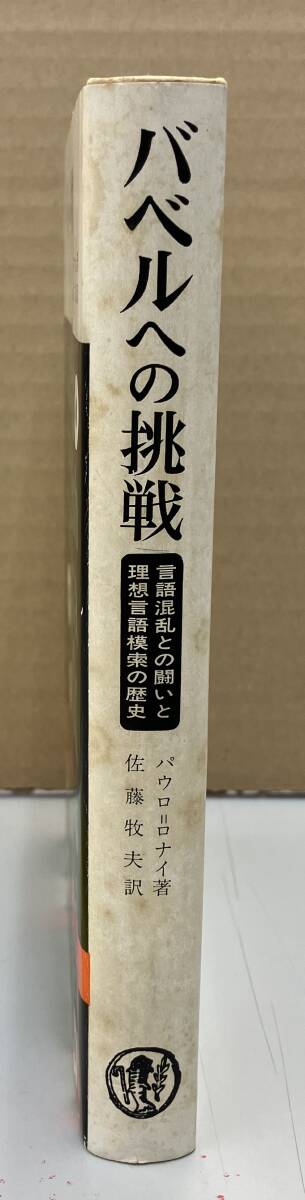 バベルへの挑戦
言語混乱との闘いと
理想言語模索の歴史
パウロ＝ロナイ著
佐藤牧夫訳